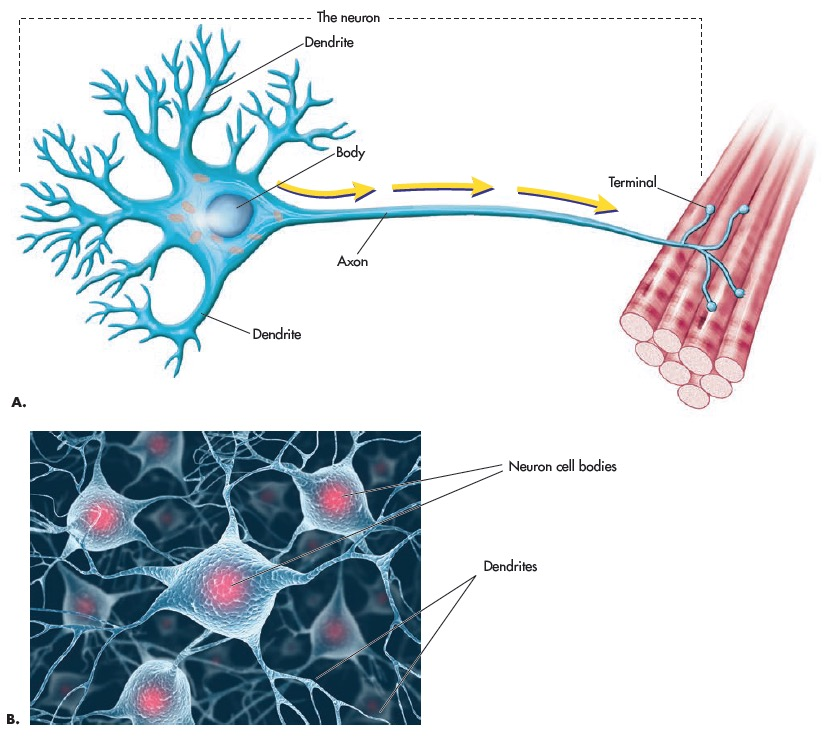 The neuron
Dendrite
Body
Terminal
Axon
Dendrite
A.
Neuron cell bodies
Dendrites
B.